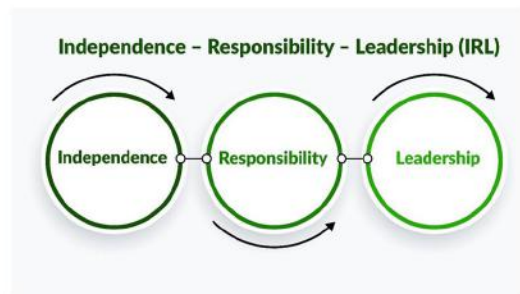 Independence – Responsibility – Leadership (IRL)
Independence
Responsibility
Leadership